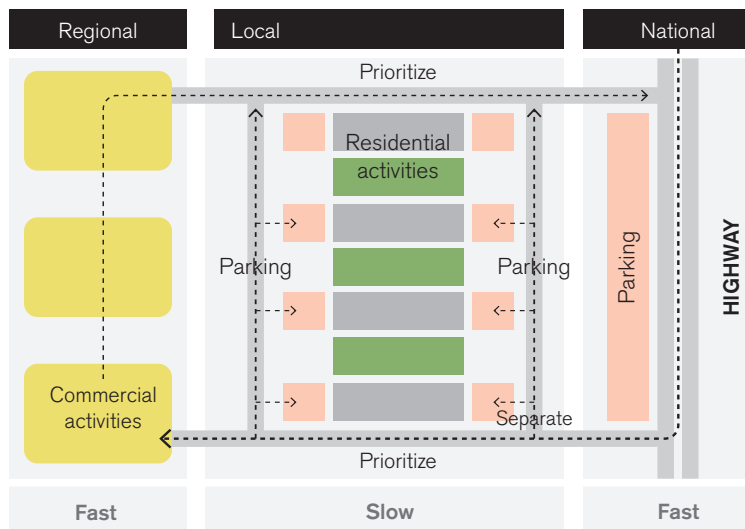 Regional
Local
National
Prioritize
Residential
activities
Parking
Parking
Parking
HIGHWAY
Commercial
activities
Separate
Prioritize
Fast
Slow
Fast